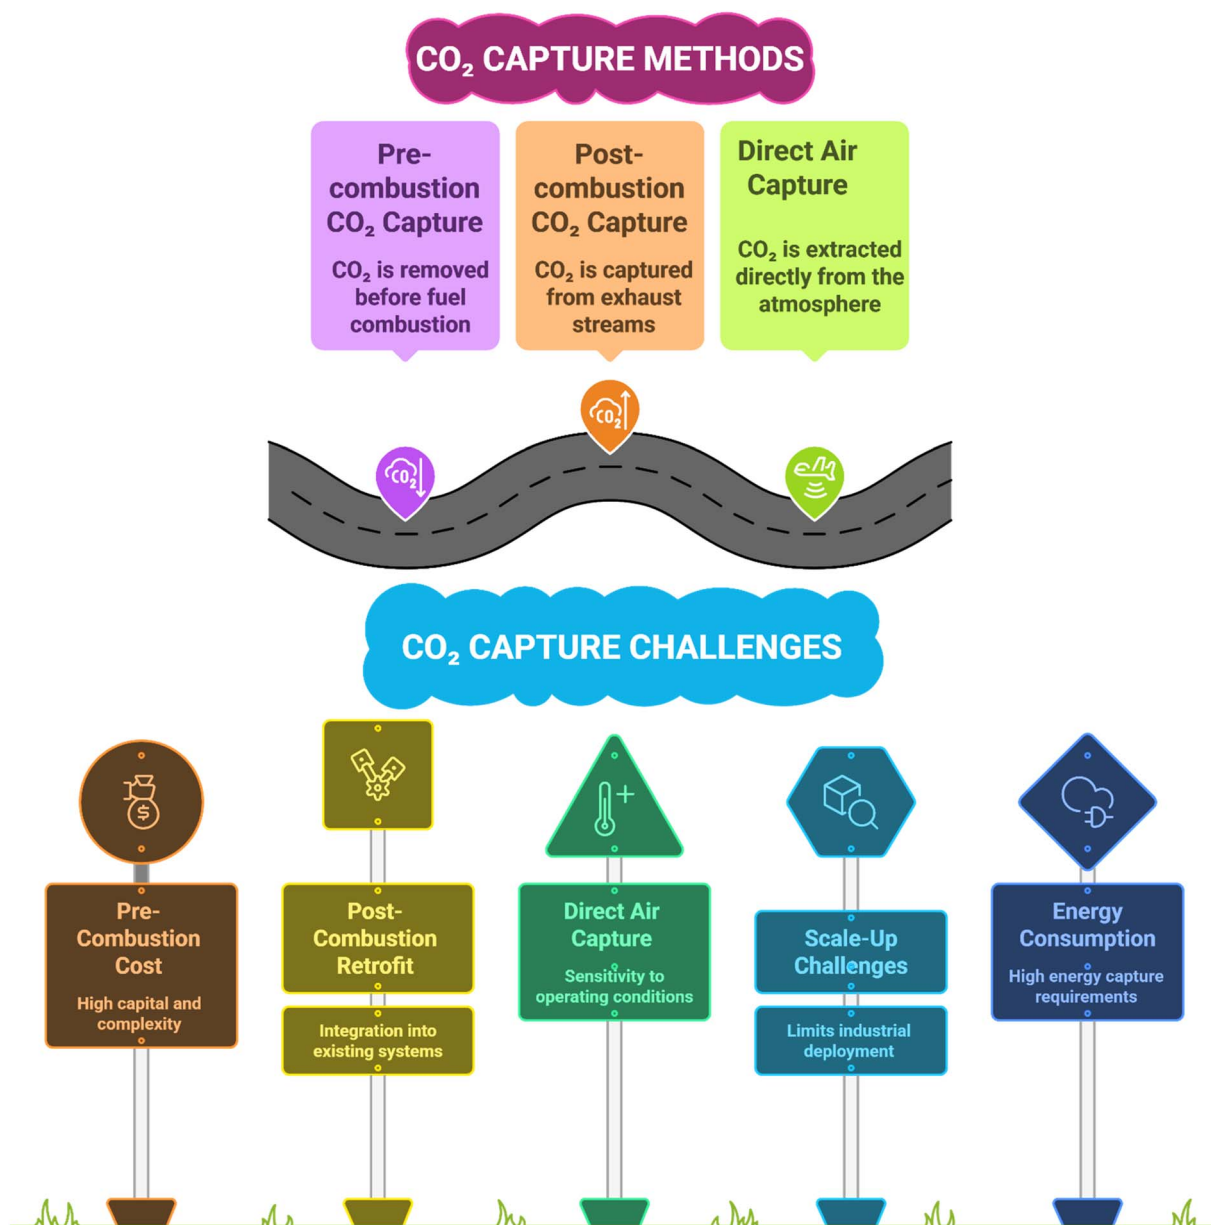 CO₂ CAPTURE METHODS
Pre-
combustion
CO₂ Capture
CO₂ is removed
before fuel
combustion
Post-
combustion
CO₂ Capture
CO₂ is captured
from exhaust
streams
Direct Air
Capture
CO₂ is extracted
directly from the
atmosphere
CO₂
CO₂
CO₂ CAPTURE CHALLENGES
$
Pre-
Combustion
Cost
High capital and
complexity
Post-
Combustion
Retrofit
Integration into
existing systems
Direct Air
Capture
Sensitivity to
operating conditions
Scale-Up
Challenges
Limits industrial
deployment
Energy
Consumption
High energy capture
requirements